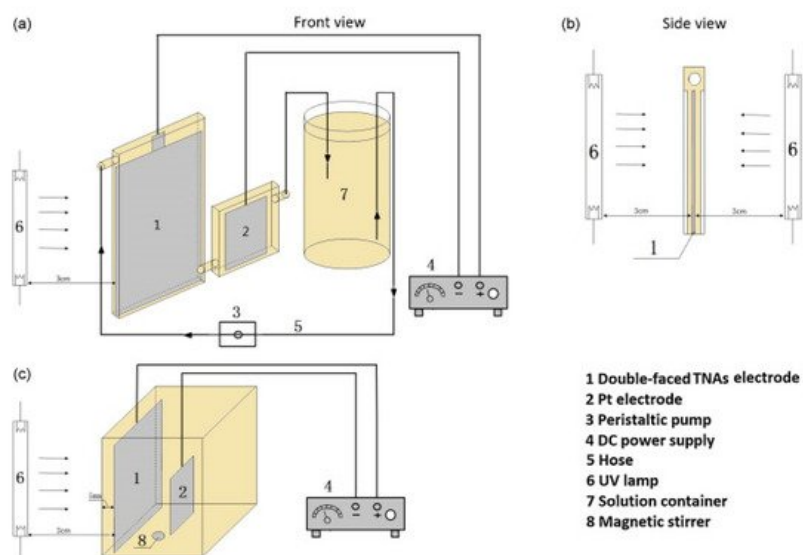 (a)
Front view
(b)
Side view
1
2
7
6
3cm
4
3
5
6
6
3cm
3cm
1
(c)
1
2
6
3cm
8
4
1 Double-faced TNAs electrode
2 Pt electrode
3 Peristaltic pump
4 DC power supply
5 Hose
6 UV lamp
7 Solution container
8 Magnetic stirrer